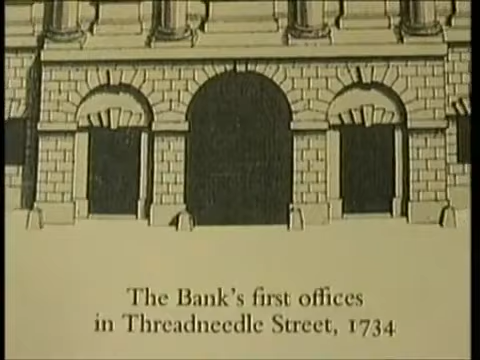 The Bank's first offices
in Threadneedle Street, 1734